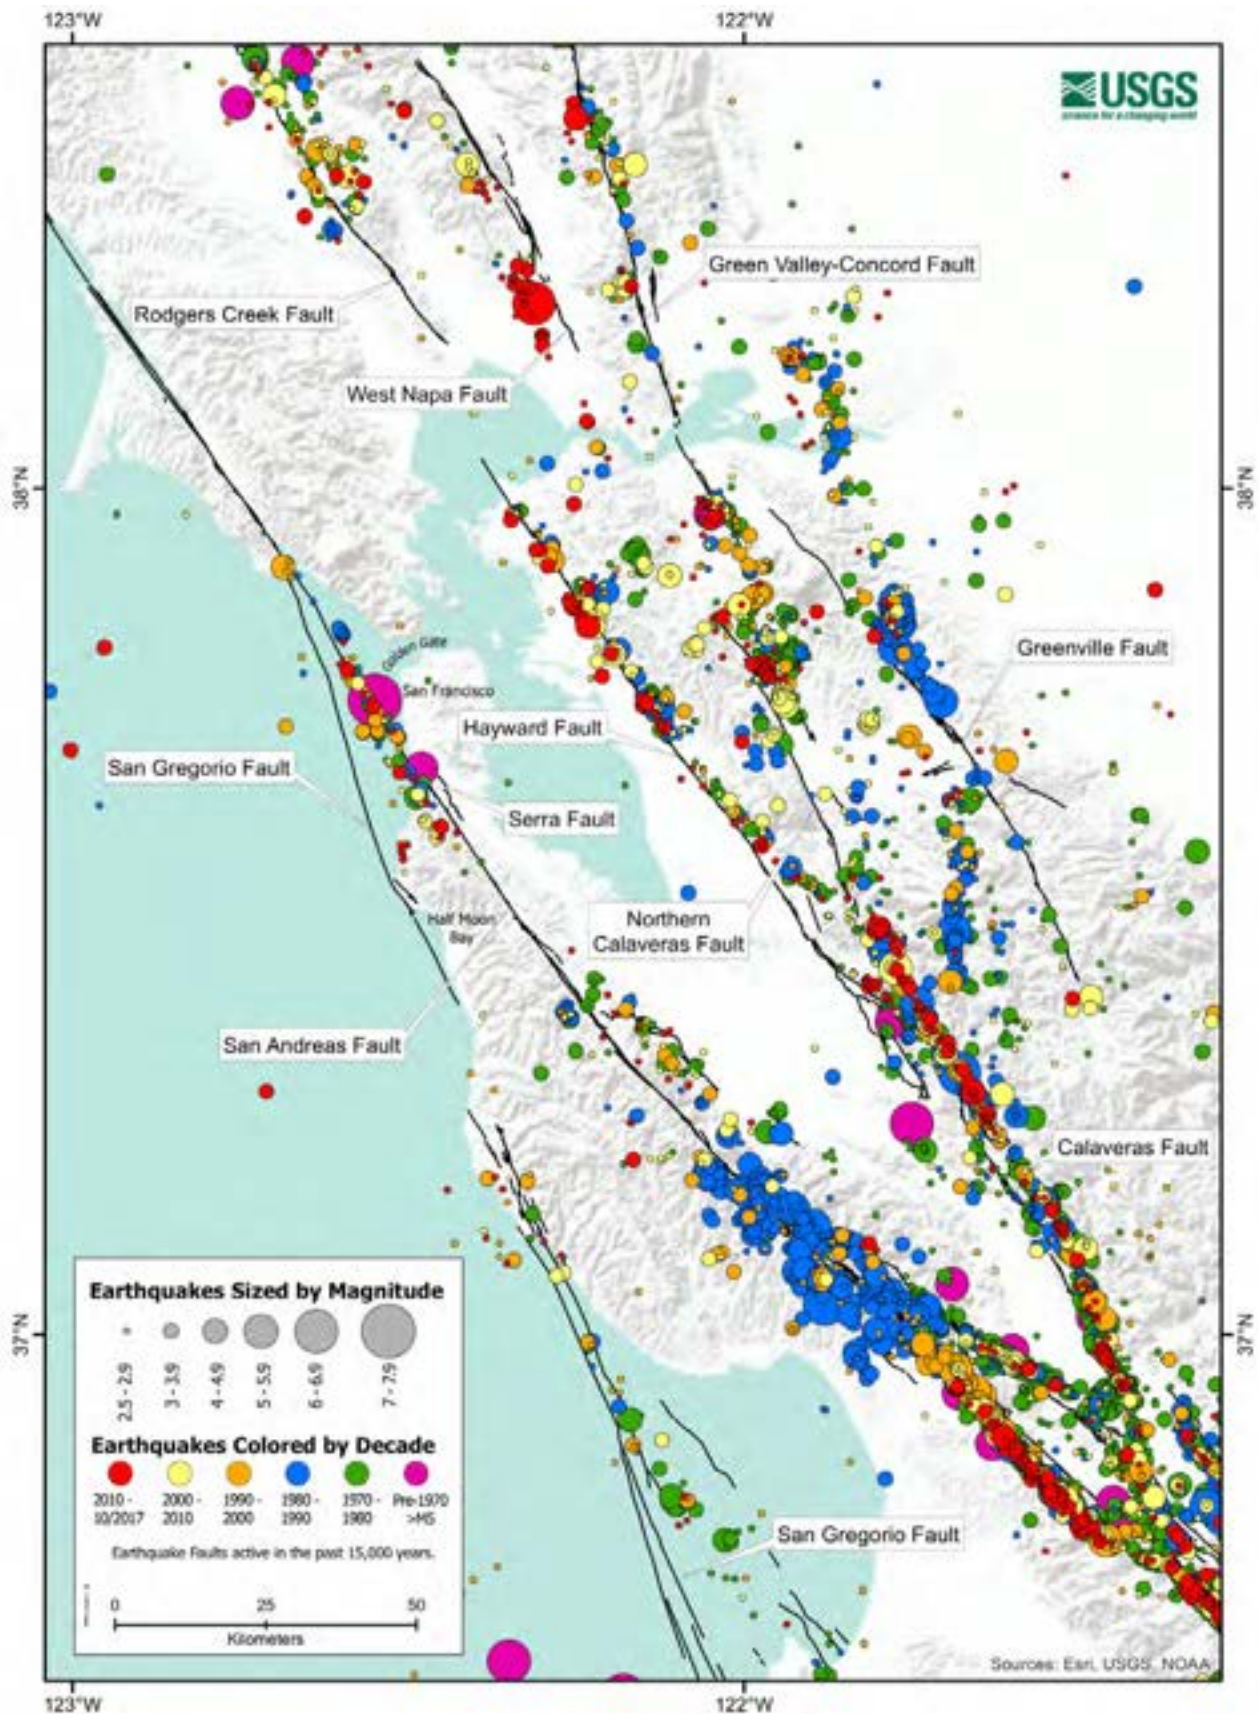 123°W
122°W
USGS
science for a changing world
Green Valley-Concord Fault
Rodgers Creek Fault
West Napa Fault
38°N
38°N
Greenville Fault
Golden Gate
San Francisco
Hayward Fault
San Gregorio Fault
Serra Fault
Northern
Calaveras Fault
Half Moon
Bay
San Andreas Fault
Calaveras Fault
37°N
37°N
Earthquakes Sized by Magnitude
2.5 - 2.9
3 - 3.9
4 - 4.9
5 - 5.9
6 - 6.9
7 - 7.9
Earthquakes Colored by Decade
2010 -
10/2017
2000 -
2010
1990 -
2000
1980 -
1990
1970 -
1980
Pre-1970
>M5
Earthquake Faults active in the past 15,000 years.
0 25 50
Kilometers
San Gregorio Fault
Sources: Esri, USGS, NOAA
123°W
122°W